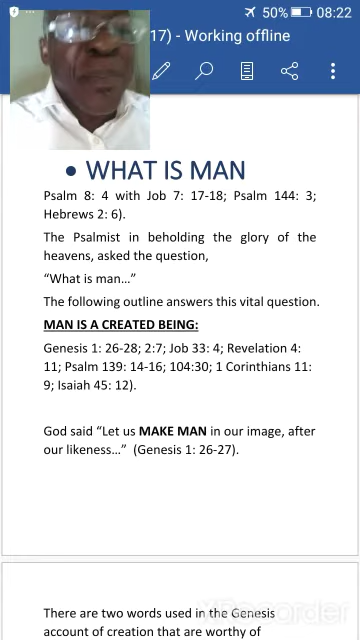 50% 08:22
17) - Working offline
• WHAT IS MAN
Psalm 8: 4 with Job 7: 17-18; Psalm 144: 3;
Hebrews 2: 6).
The Psalmist in beholding the glory of the
heavens, asked the question,
“What is man...”
The following outline answers this vital question.
MAN IS A CREATED BEING:
Genesis 1: 26-28; 2:7; Job 33: 4; Revelation 4:
11; Psalm 139: 14-16; 104:30; 1 Corinthians 11:
9; Isaiah 45: 12).
God said “Let us MAKE MAN in our image, after
our likeness...” (Genesis 1: 26-27).
There are two words used in the Genesis
account of creation that are worthy of